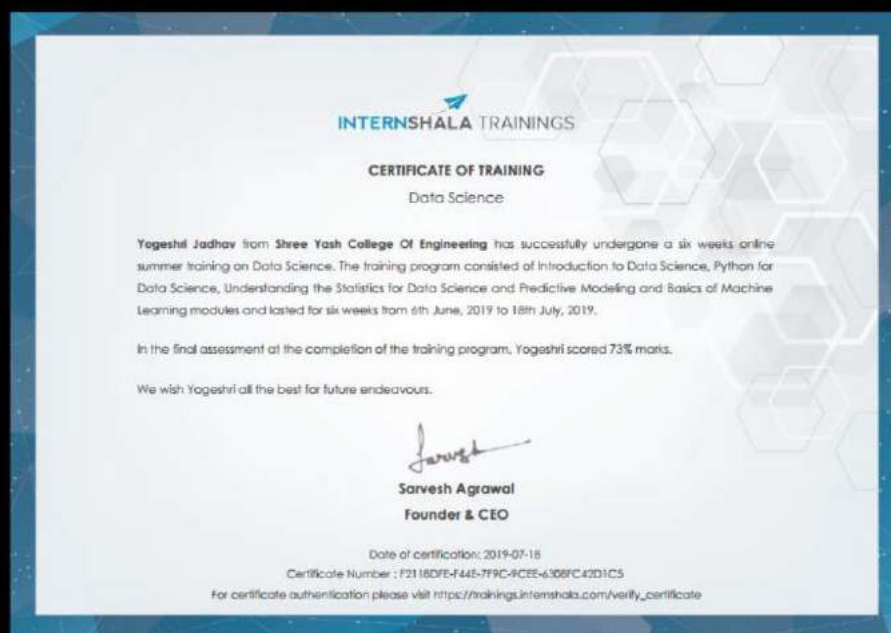 INTERNSHALA TRAININGS
CERTIFICATE OF TRAINING
Data Science
Yogeshri Jadhav from Shree Yash College Of Engineering has successfully undergone a six weeks online
summer training on Data Science. The training program consisted of Introduction to Data Science, Python for
Data Science, Understanding the Statistics for Data Science and Predictive Modeling and Basics of Machine
Learning modules and lasted for six weeks from 6th June, 2019 to 18th July, 2019.
In the final assessment at the completion of the training program, Yogeshri scored 73% marks.
We wish Yogeshri all the best for future endeavours.
Sarvesh Agrawal
Founder & CEO
Date of certification: 2019-07-18
Certificate Number : F2118DFE-F44E-7F9C-9CEE-6308FC42D1C5
For certificate authentication please visit https://trainings.internshala.com/verify_certificate